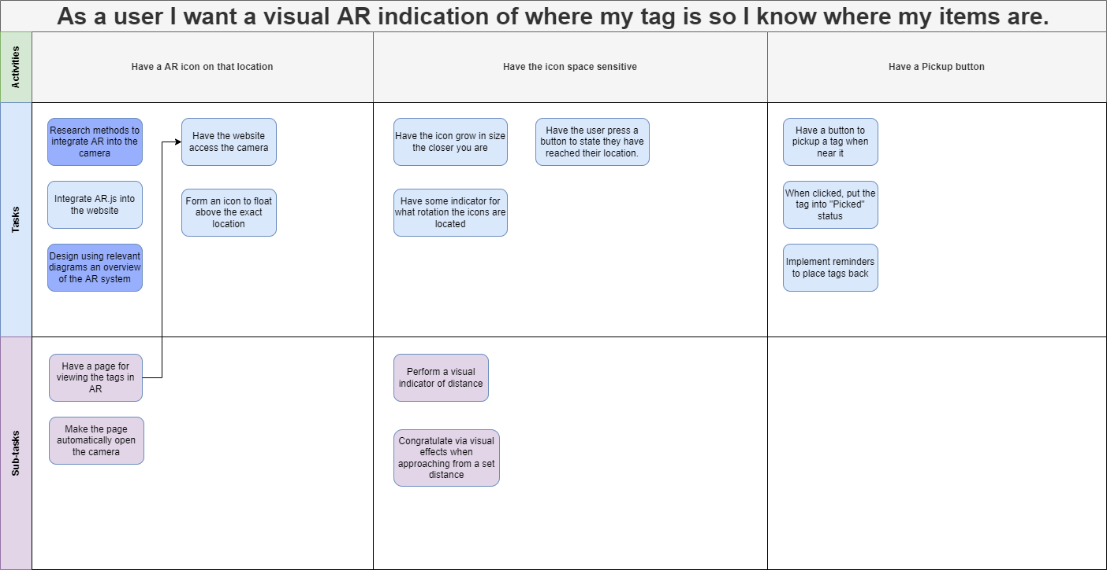 As a user I want a visual AR indication of where my tag is so I know where my items are.
Activities
Have a AR icon on that location
Have the icon space sensitive
Have a Pickup button
Tasks
Research methods to
integrate AR into the
camera
Have the website
access the camera
Integrate AR.js into
the website
Form an icon to float
above the exact
location
Design using relevant
diagrams an overview
of the AR system
Have the icon grow in size
the closer you are
Have the user press a
button to state they have
reached their location.
Have some indicator for
what rotation the icons are
located
Have a button to
pickup a tag when
near it
When clicked, put the
tag into "Picked"
status
Implement reminders
to place tags back
Sub-tasks
Have a page for
viewing the tags in
AR
Make the page
automatically open
the camera
Perform a visual
indicator of distance
Congratulate via visual
effects when
approaching from a set
distance